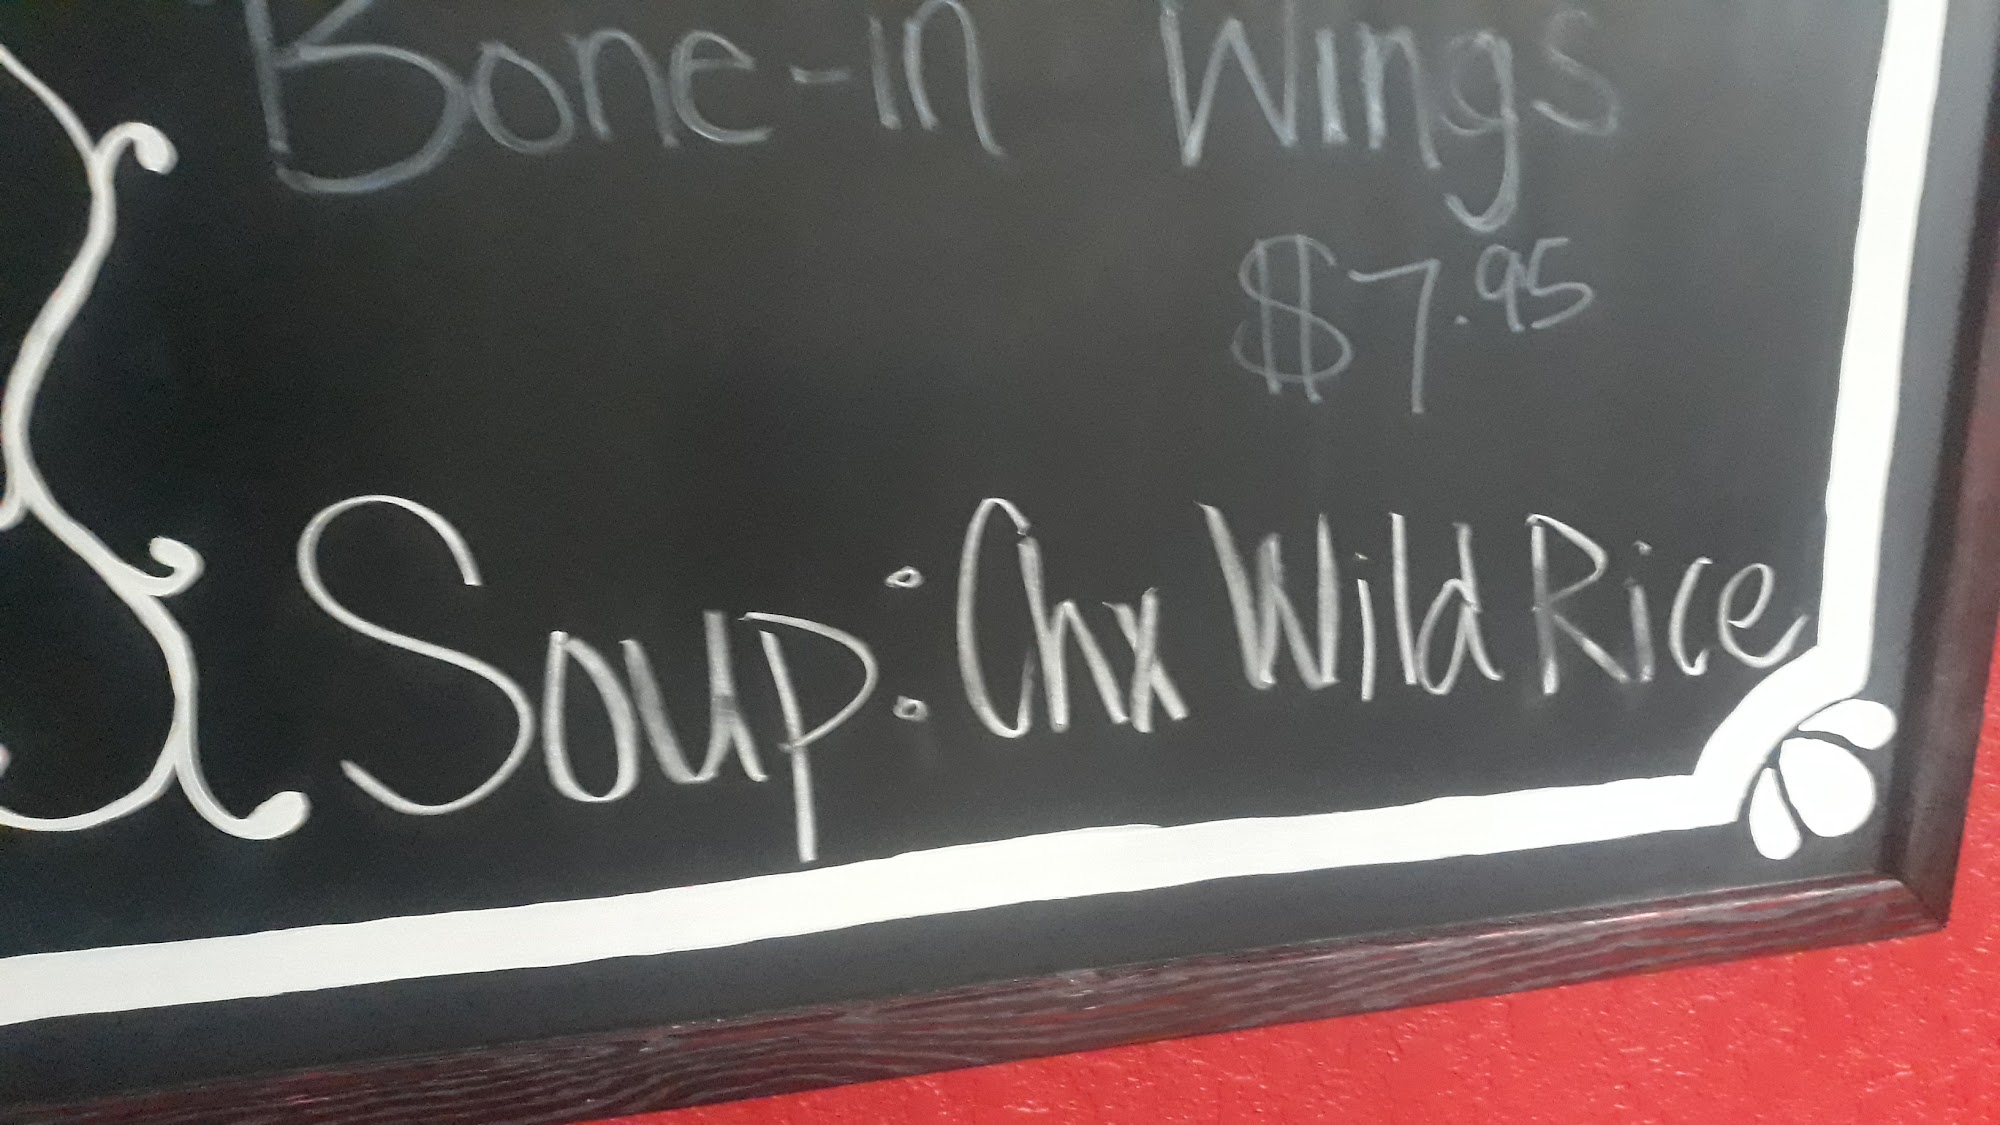 Bone-in Wings
$7.95
Soup: Chx Wild Rice